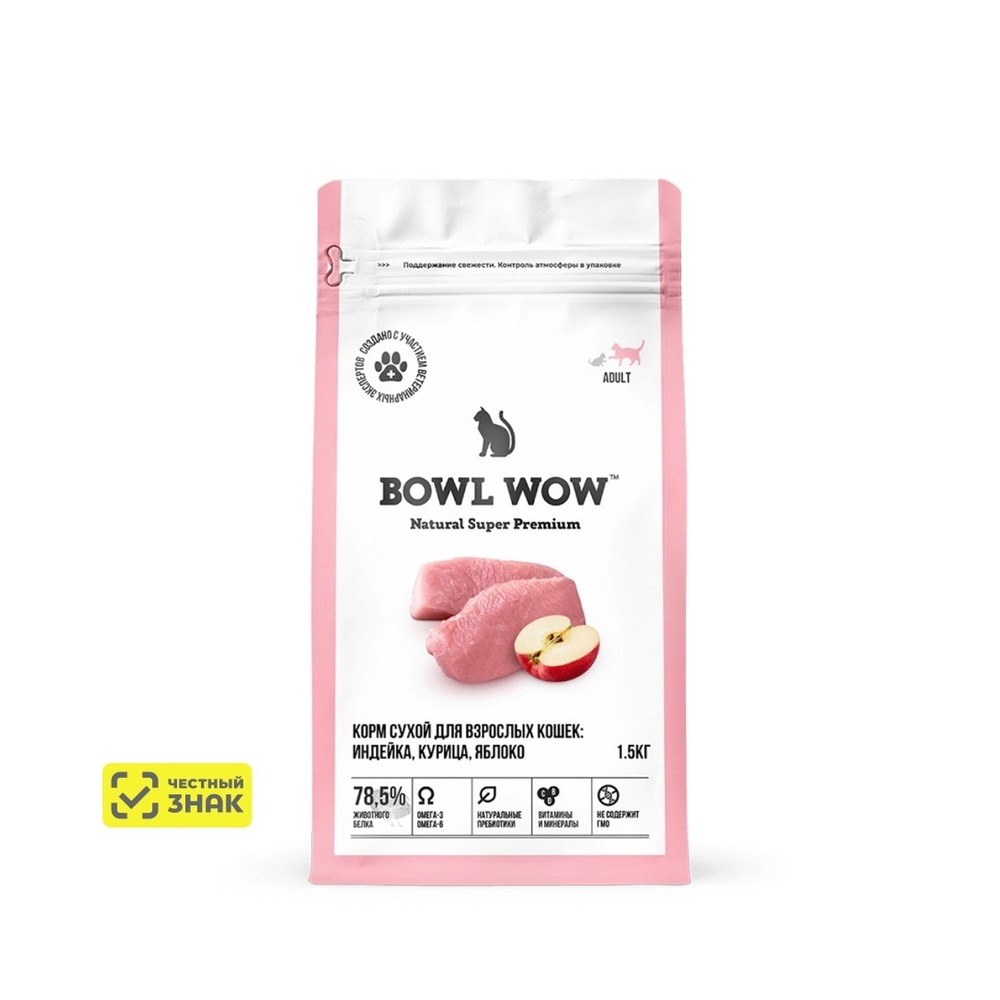 >>> Поддержание свежести. Контроль атмосферы в упаковке
СОЗДАНО С УЧАСТИЕМ ВЕТЕРИНАРНЫХ ЭКСПЕРТОВ
ADULT
BOWL WOW™
Natural Super Premium
КОРМ СУХОЙ ДЛЯ ВЗРОСЛЫХ КОШЕК:
ИНДЕЙКА, КУРИЦА, ЯБЛОКО 1.5КГ
78,5%
ЖИВОТНОГО
БЕЛКА
Ω
ОМЕГА-3
ОМЕГА-6
НАТУРАЛЬНЫЕ
ПРЕБИОТИКИ
C B D
ВИТАМИНЫ
И МИНЕРАЛЫ
НЕ СОДЕРЖИТ
ГМО
ЧЕСТНЫЙ
ЗНАК